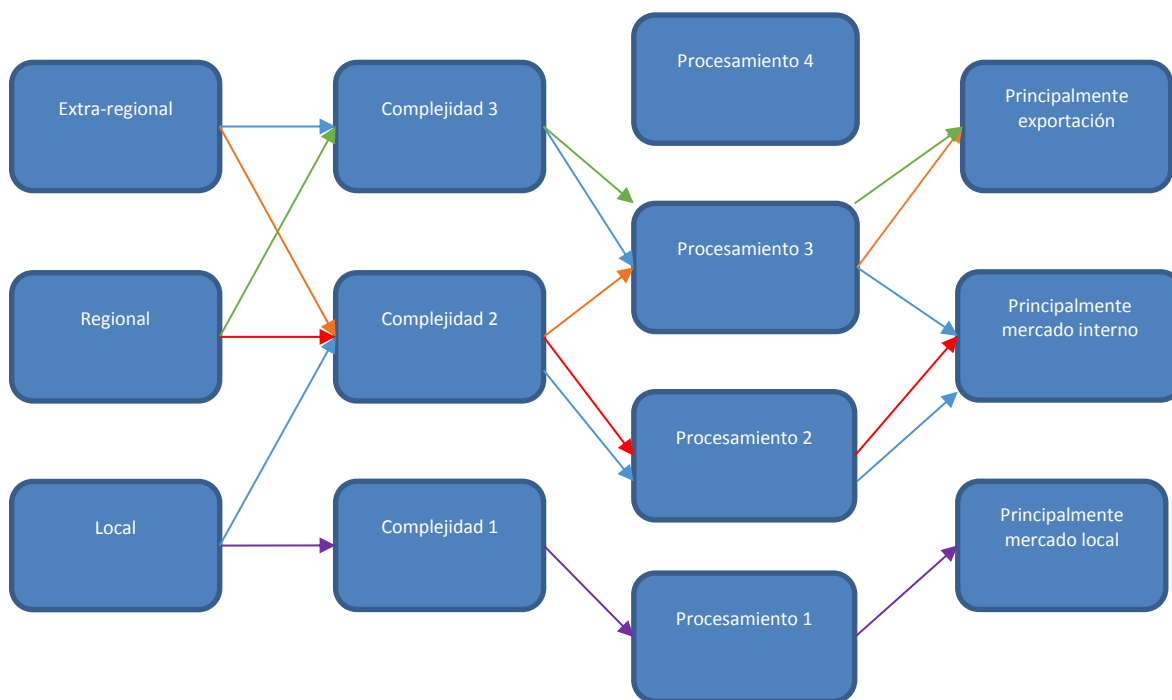 Extra-regional
Regional
Local
Complejidad 3
Complejidad 2
Complejidad 1
Procesamiento 4
Procesamiento 3
Procesamiento 2
Procesamiento 1
Principalmente
exportación
Principalmente
mercado interno
Principalmente
mercado local